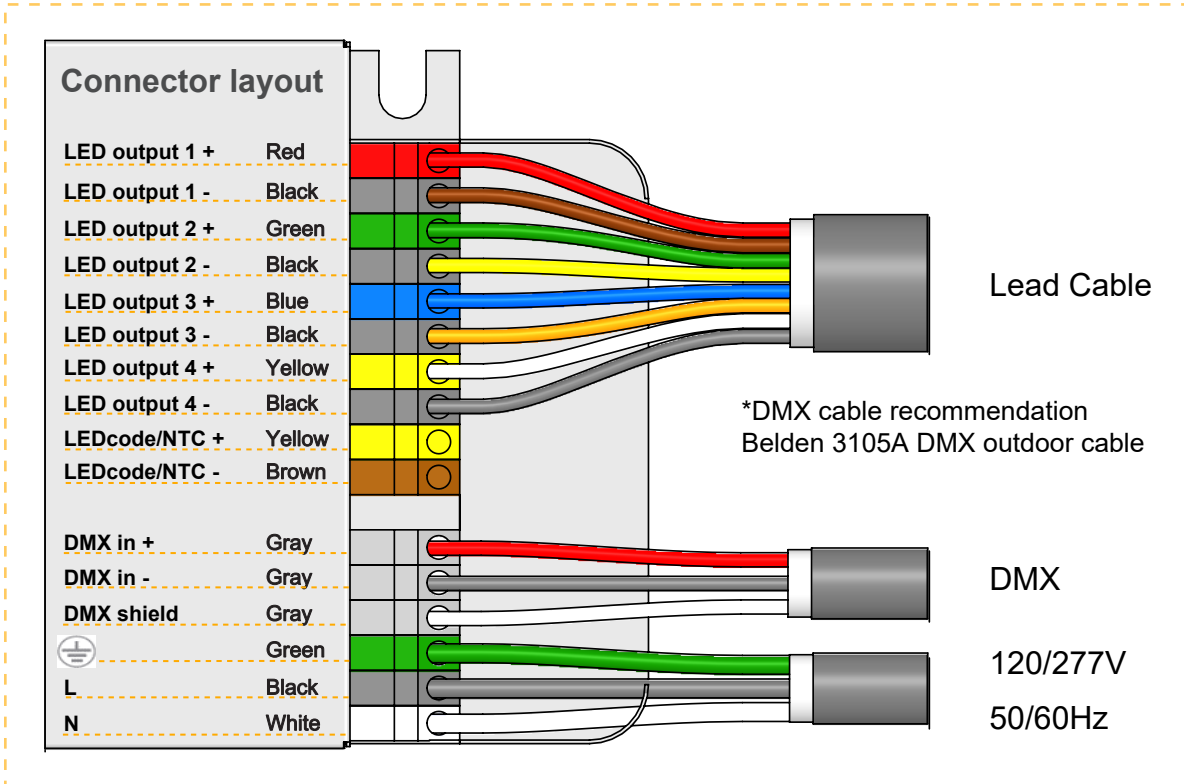 Connector layout
LED output 1 + Red
LED output 1 - Black
LED output 2 + Green
LED output 2 - Black
LED output 3 + Blue
LED output 3 - Black
LED output 4 + Yellow
LED output 4 - Black
LEDcode/NTC + Yellow
LEDcode/NTC - Brown
DMX in + Gray
DMX in - Gray
DMX shield Gray
Green
L Black
N White
Lead Cable
*DMX cable recommendation
Belden 3105A DMX outdoor cable
DMX
120/277V
50/60Hz